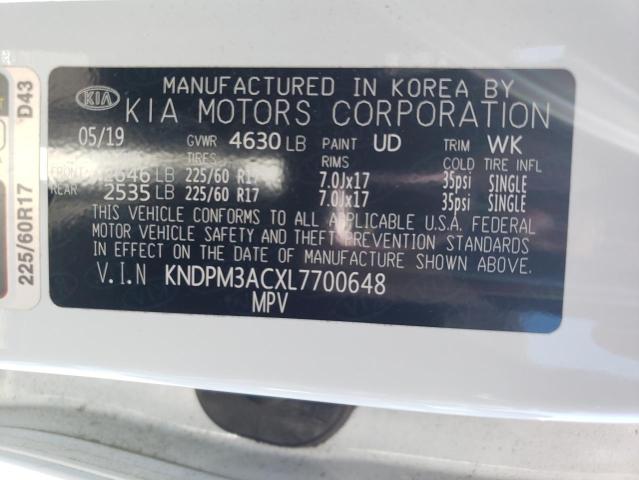 MANUFACTURED IN KOREA BY
KIA KIA MOTORS CORPORATION
05/19 GVWR 4630 LB PAINT UD TRIM WK
TIRES RIMS COLD TIRE INFL
FRONT 2646 LB 225/60 R17 7.0Jx17 35psi SINGLE
REAR 2535 LB 225/60 R17 7.0Jx17 35psi SINGLE
THIS VEHICLE CONFORMS TO ALL APPLICABLE U.S.A. FEDERAL
MOTOR VEHICLE SAFETY AND THEFT PREVENTION STANDARDS
IN EFFECT ON THE DATE OF MANUFACTURE SHOWN ABOVE.
V.I.N KNDPM3ACXL7700648
MPV
225/60R17 D43